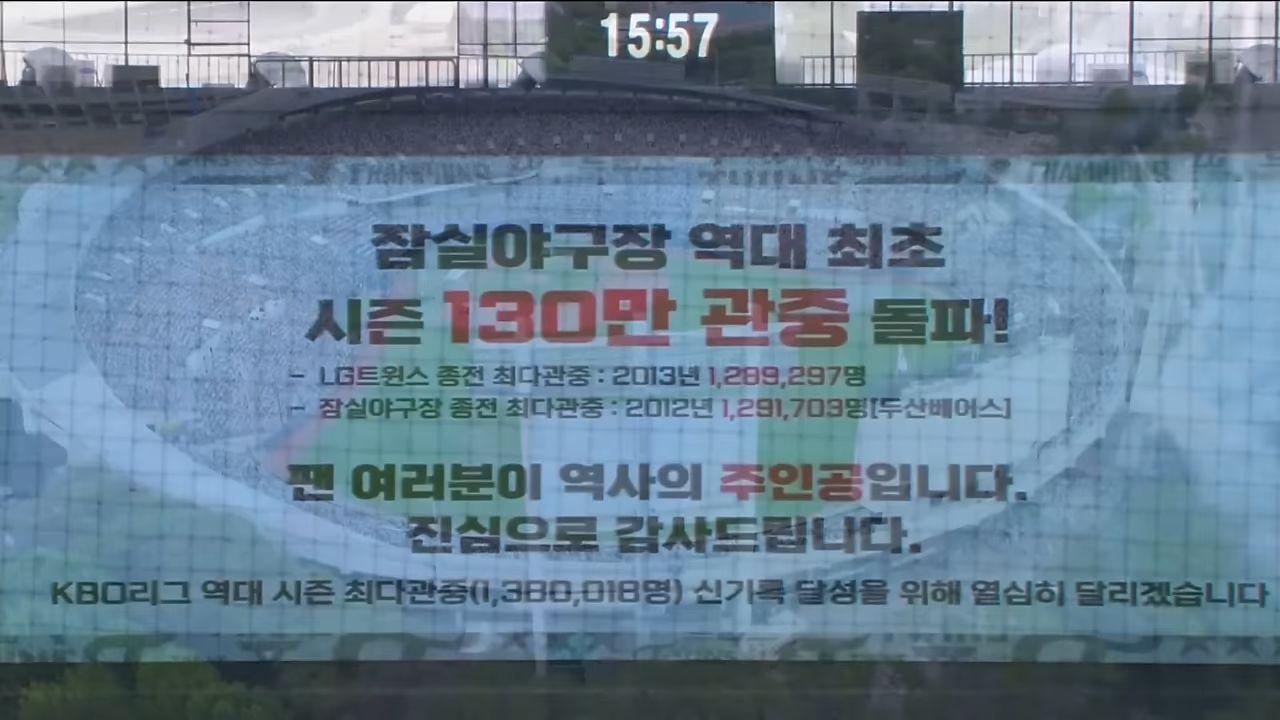 15:57
잠실야구장 역대 최초
시즌 130만 관중 돌파!
- LG트윈스 종전 최다관중 : 2013년 1,289,297명
- 잠실야구장 종전 최다관중 : 2012년 1,291,703명[두산베어스]
팬 여러분이 역사의 주인공입니다.
진심으로 감사드립니다.
KBO리그 역대 시즌 최다관중(1,380,018명) 신기록 달성을 위해 열심히 달리겠습니다